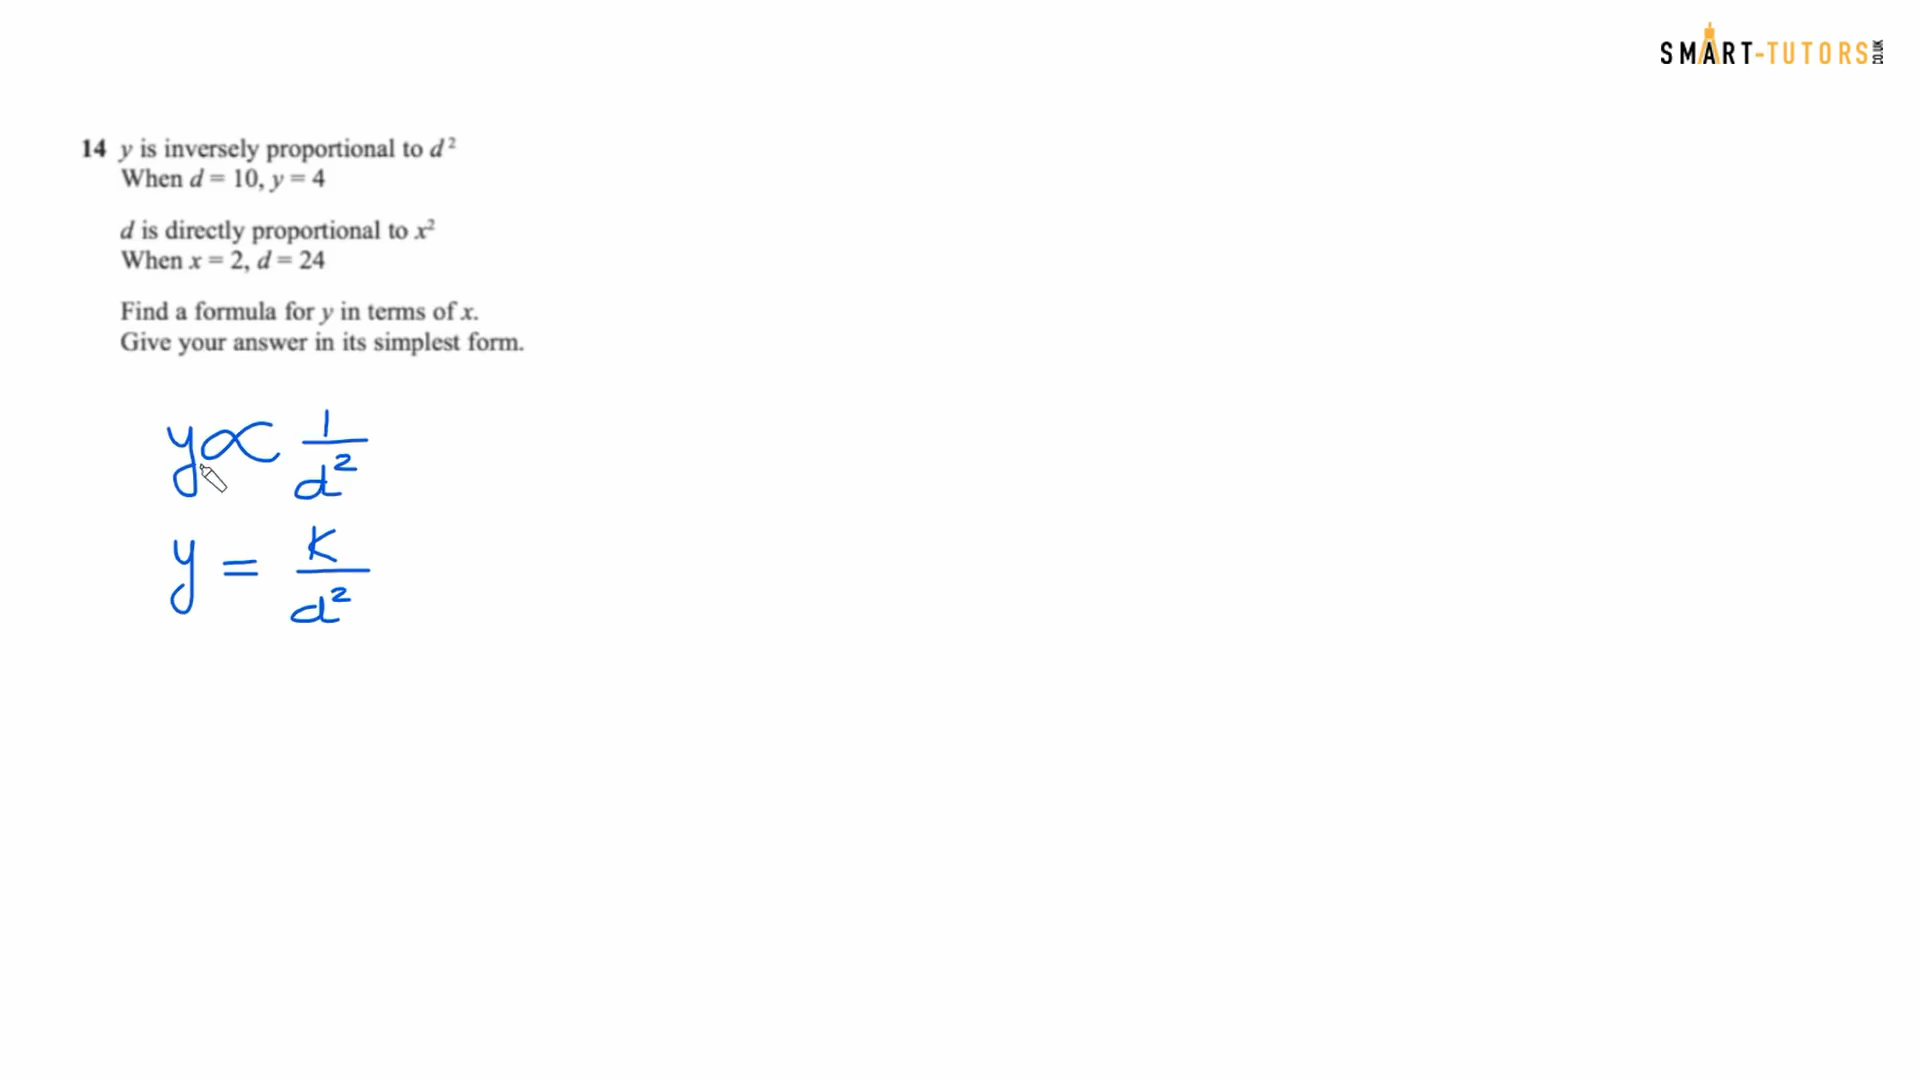 SMART-TUTORS.CO.UK
14 y is inversely proportional to d²
When d = 10, y = 4
d is directly proportional to x²
When x = 2, d = 24
Find a formula for y in terms of x.
Give your answer in its simplest form.
y ∝ 1/d²
y = K/d²